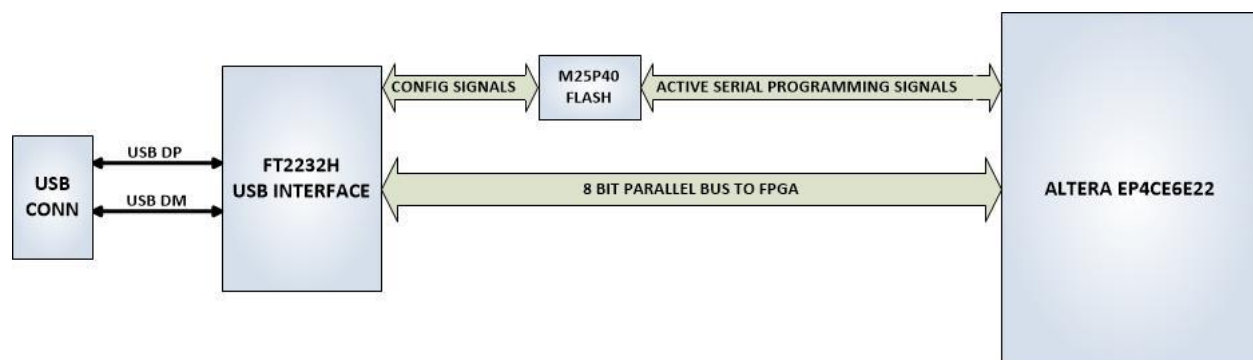 USB
CONN
USB DP
USB DM
FT2232H
USB INTERFACE
CONFIG SIGNALS
M25P40
FLASH
ACTIVE SERIAL PROGRAMMING SIGNALS
8 BIT PARALLEL BUS TO FPGA
ALTERA EP4CE6E22